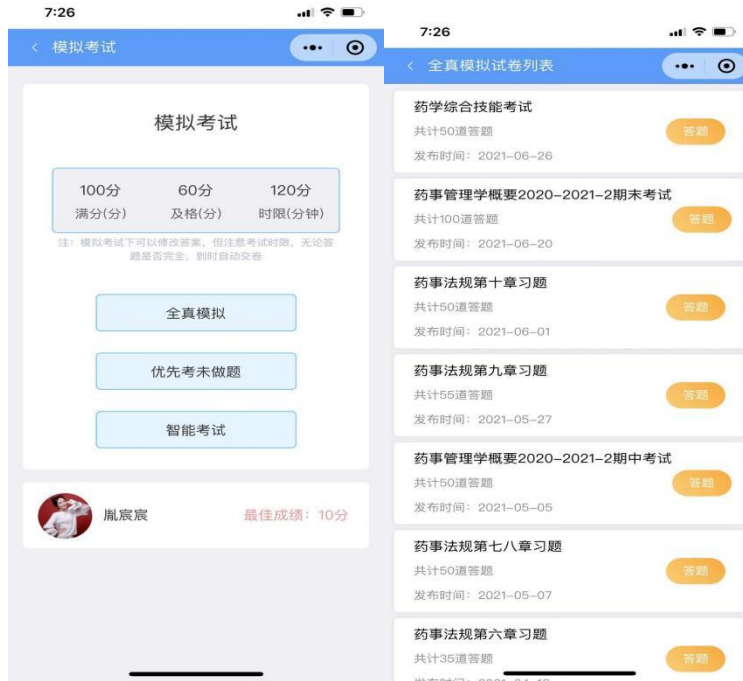 7:26
模拟考试
模拟考试
100分 60分 120分
满分(分) 及格(分) 时限(分钟)
注：模拟考试下可以修改答案，但注意考试时限，无论答
题是否完全，到时自动交卷
全真模拟
优先考未做题
智能考试
胤宸宸 最佳成绩：10分
7:26
全真模拟试卷列表
药学综合技能考试
共计50道答题
答题
发布时间：2021-06-26
药事管理学概要2020-2021-2期末考试
共计100道答题
答题
发布时间：2021-06-20
药事法规第十章习题
共计50道答题
答题
发布时间：2021-06-01
药事法规第九章习题
共计55道答题
答题
发布时间：2021-05-27
药事管理学概要2020-2021-2期中考试
共计50道答题
答题
发布时间：2021-05-05
药事法规第七八章习题
共计50道答题
答题
发布时间：2021-05-07
药事法规第六章习题
共计35道答题
答题